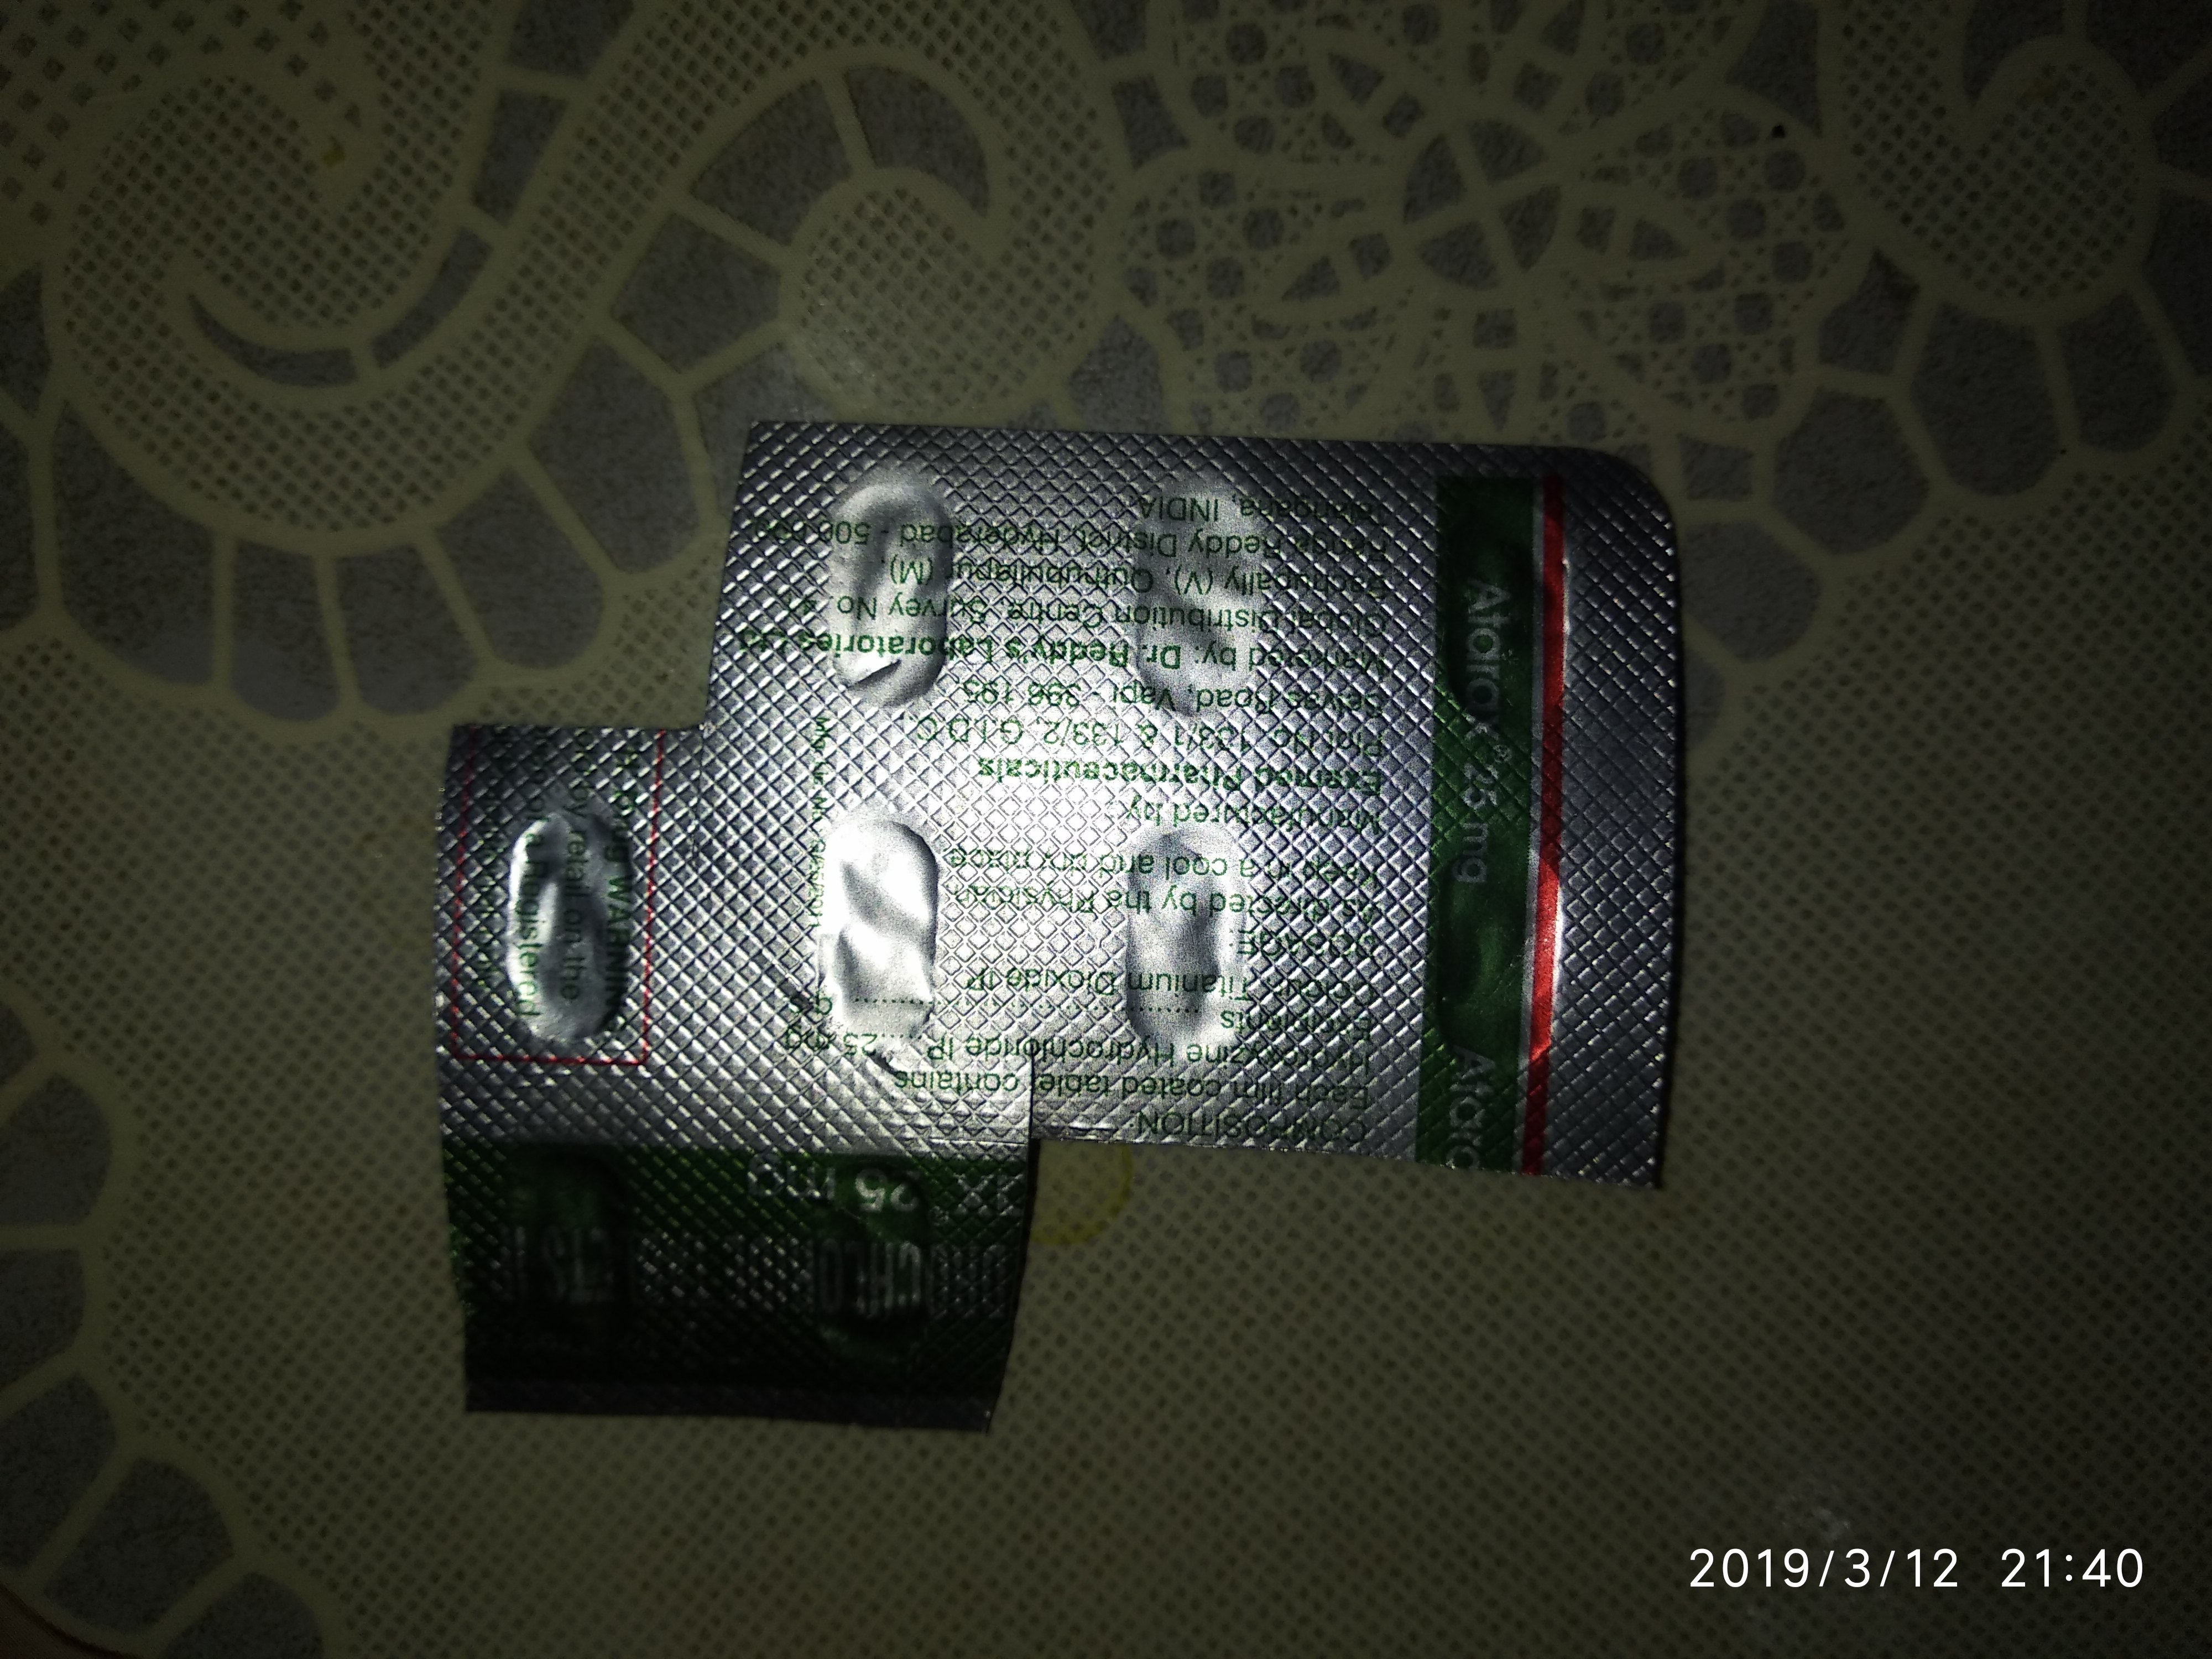 COMPOSITION:
Each film coated tablet contains
Hydroxyzine Hydrochloride IP ......25 mg
Excipients .................... q.s.
Colour: Titanium Dioxide IP
DOSAGE:
As directed by the Physician
Keep in a cool and dry place
Manufactured by:
Exemed Pharmaceuticals
Plot No. 133/1 & 133/2, G.I.D.C.
Selvas Road, Vapi - 396 195
Marketed by: Dr. Reddy's Laboratories Ltd
Global Distribution Centre, Survey No. 41
Bachupally (V), Quthubullapur (M),
Ranga Reddy District, Hyderabad - 500
Telangana, INDIA
Atarax® 25 mg
Atara
WARNING
by retail on the
a Registered
ax 25 mg
2019/3/12 21:40